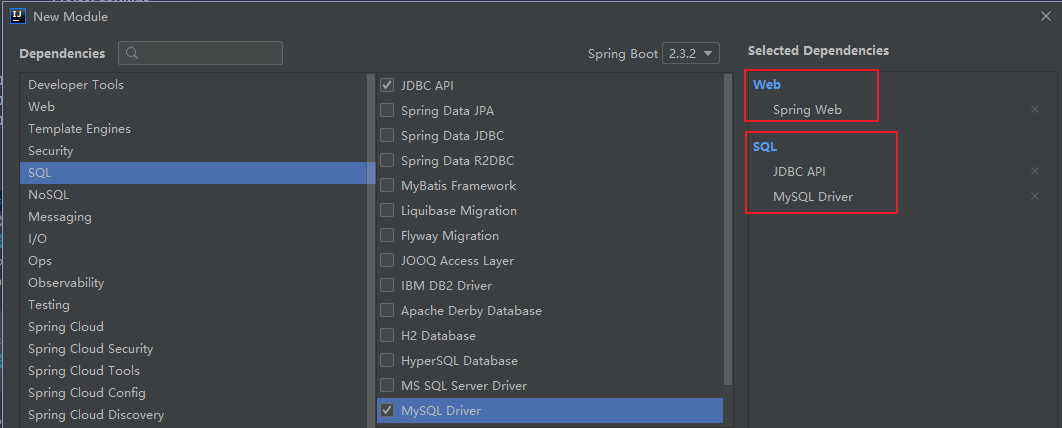 New Module
Dependencies
Spring Boot 2.3.2
Selected Dependencies
Developer Tools
Web
Template Engines
Security
SQL
NoSQL
Messaging
I/O
Ops
Observability
Testing
Spring Cloud
Spring Cloud Security
Spring Cloud Tools
Spring Cloud Config
Spring Cloud Discovery
JDBC API
Spring Data JPA
Spring Data JDBC
Spring Data R2DBC
MyBatis Framework
Liquibase Migration
Flyway Migration
JOOQ Access Layer
IBM DB2 Driver
Apache Derby Database
H2 Database
HyperSQL Database
MS SQL Server Driver
MySQL Driver
Web
Spring Web
SQL
JDBC API
MySQL Driver